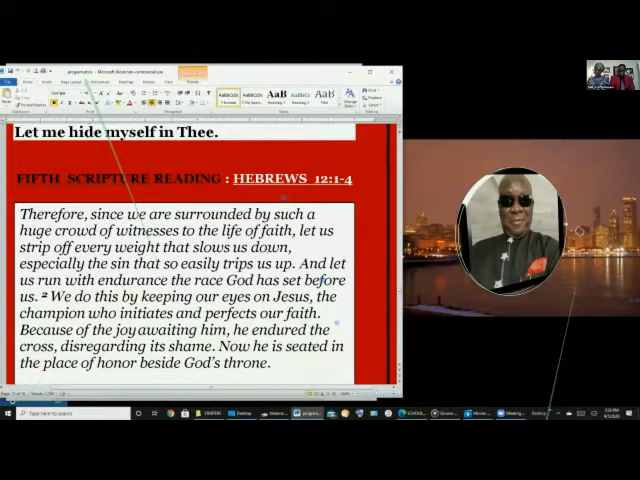 Let me hide myself in Thee.
FIFTH SCRIPTURE READING : HEBREWS 12:1-4
Therefore, since we are surrounded by such a
huge crowd of witnesses to the life of faith, let us
strip off every weight that slows us down,
especially the sin that so easily trips us up. And let
us run with endurance the race God has set before
us. 2 We do this by keeping our eyes on Jesus, the
champion who initiates and perfects our faith.
Because of the joy awaiting him, he endured the
cross, disregarding its shame. Now he is seated in
the place of honor beside God's throne.
Type here to search
Desktop